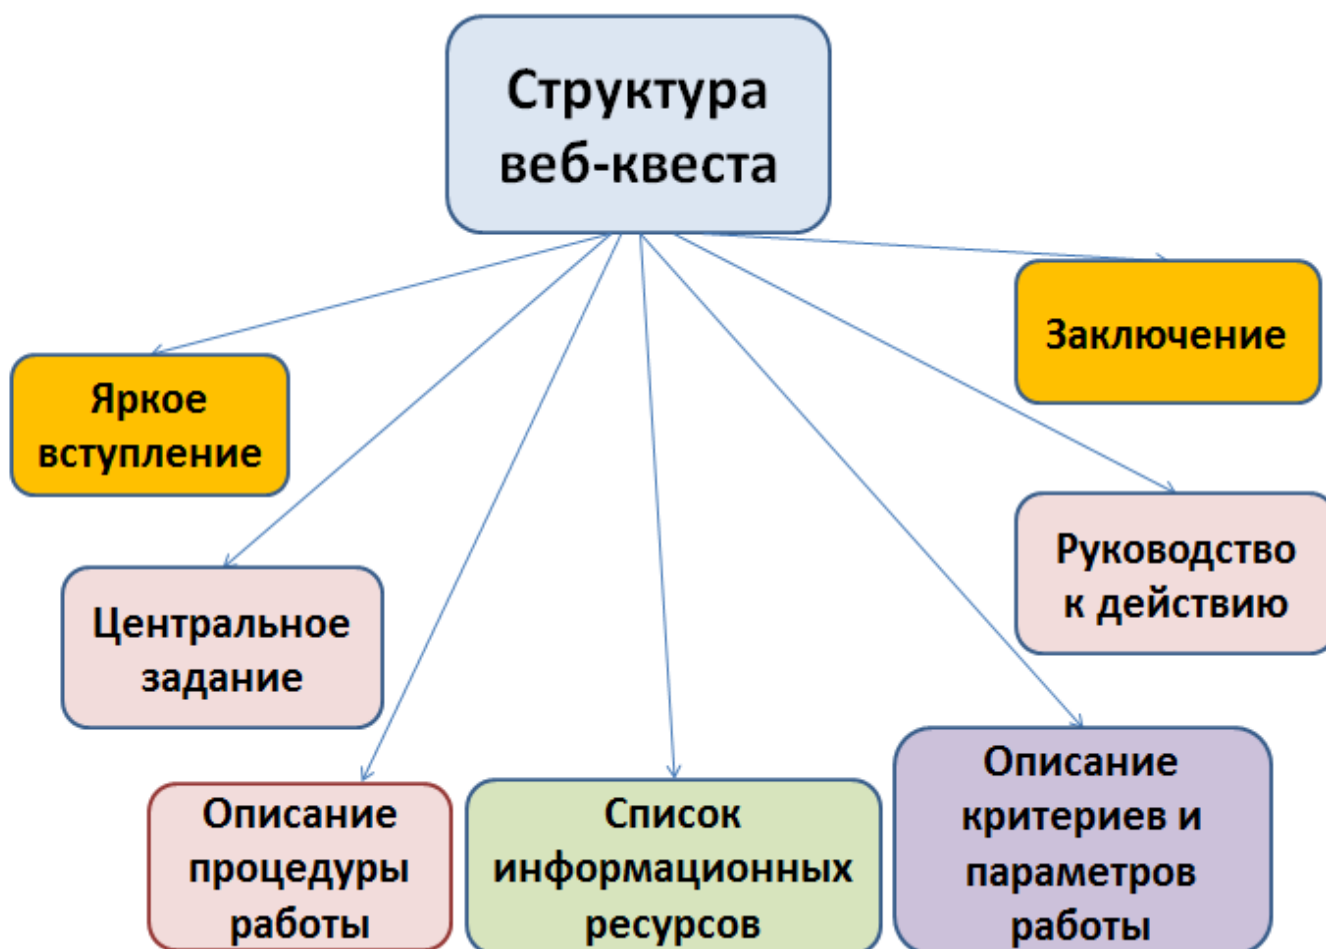 Структура
веб-квеста
Заключение
Яркое
вступление
Руководство
к действию
Центральное
задание
Описание
процедуры
работы
Список
информационных
ресурсов
Описание
критериев и
параметров
работы